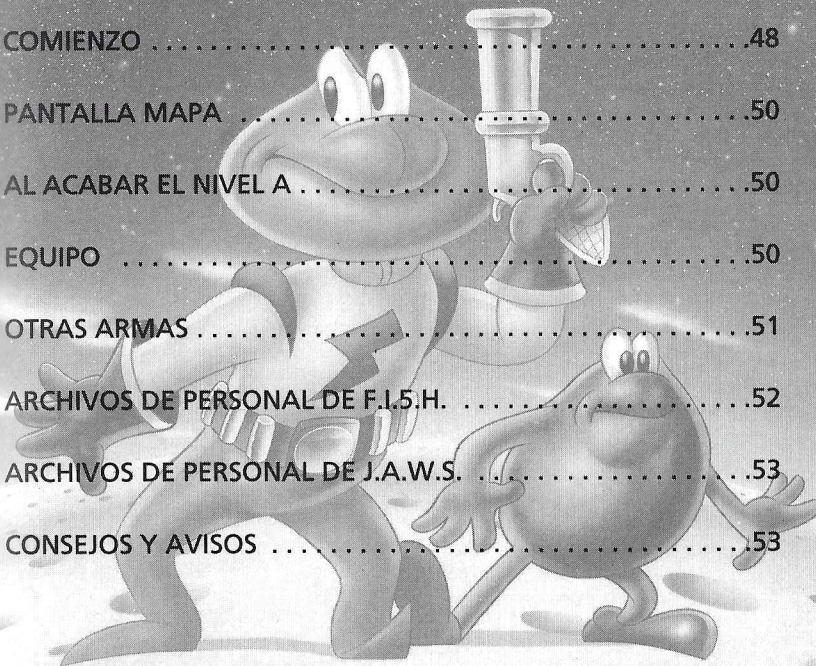 COMIENZO ........................................48
PANTALLA MAPA ..................................50
AL ACABAR EL NIVEL A ............................50
EQUIPO ..........................................50
OTRAS ARMAS .....................................51
ARCHIVOS DE PERSONAL DE F.I.5.H. ....................52
ARCHIVOS DE PERSONAL DE J.A.W.S. ....................53
CONSEJOS Y AVISOS ................................53